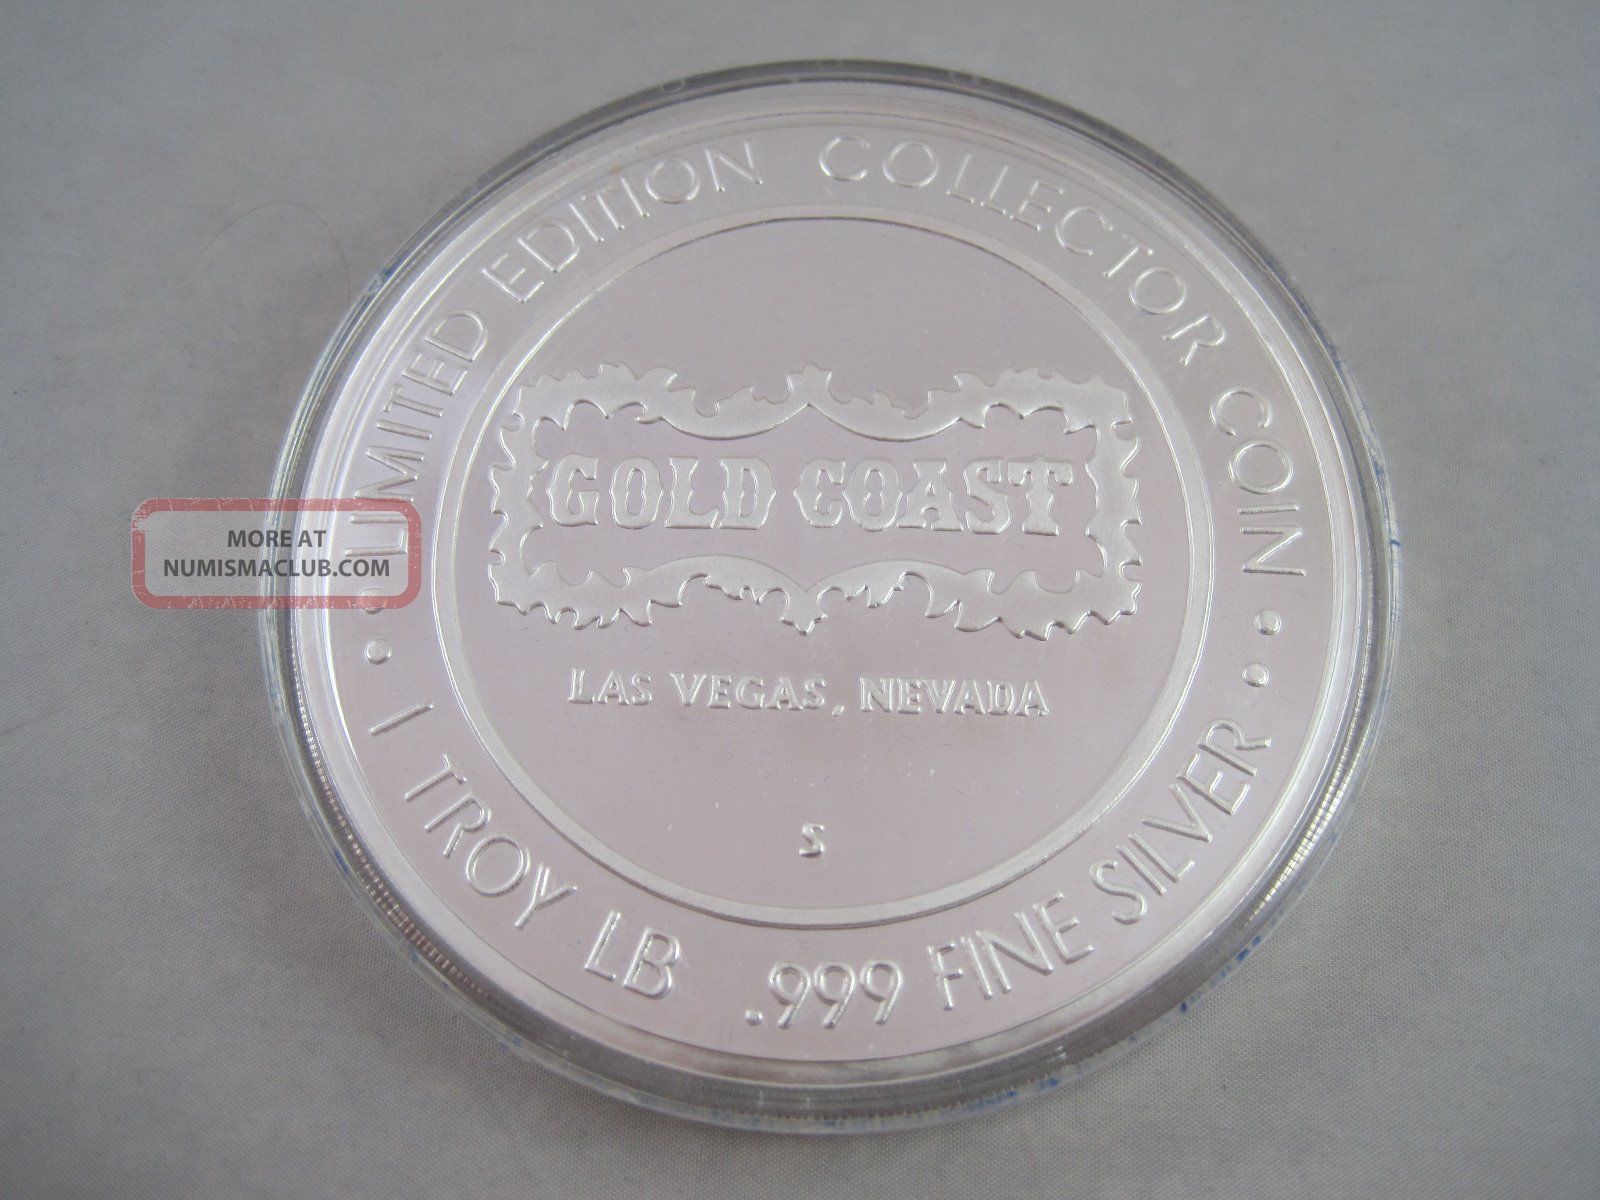 LIMITED EDITION COLLECTOR COIN
GOLD COAST
LAS VEGAS, NEVADA
S
1 TROY LB .999 FINE SILVER
MORE AT
NUMISMACLUB.COM